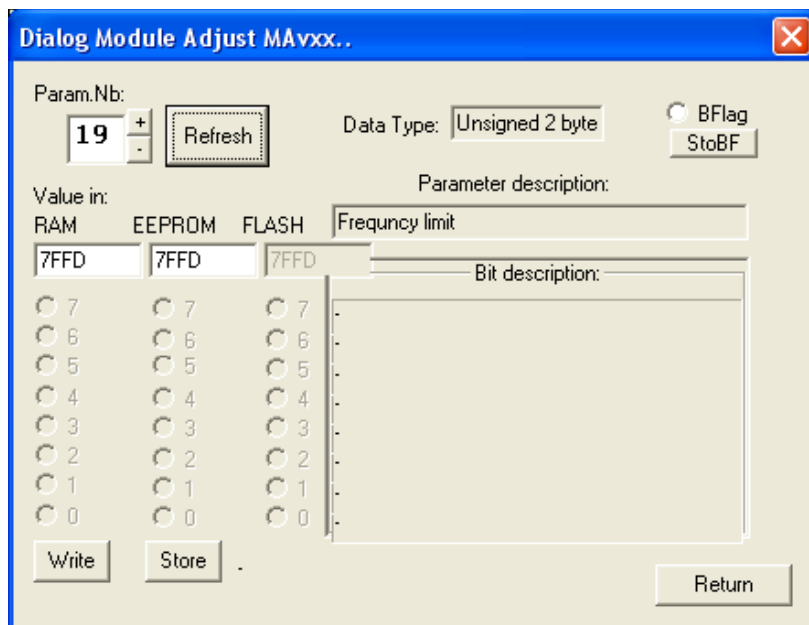 Dialog Module Adjust MAvxx..
Param.Nb:
19
+
-
Refresh
Data Type: Unsigned 2 byte
BFlag
StoBF
Parameter description:
Frequncy limit
Value in:
RAM EEPROM FLASH
7FFD 7FFD 7FFD
Bit description:
7 7 7 -
6 6 6 -
5 5 5 -
4 4 4 -
3 3 3 -
2 2 2 -
1 1 1 -
0 0 0 -
Write Store .
Return